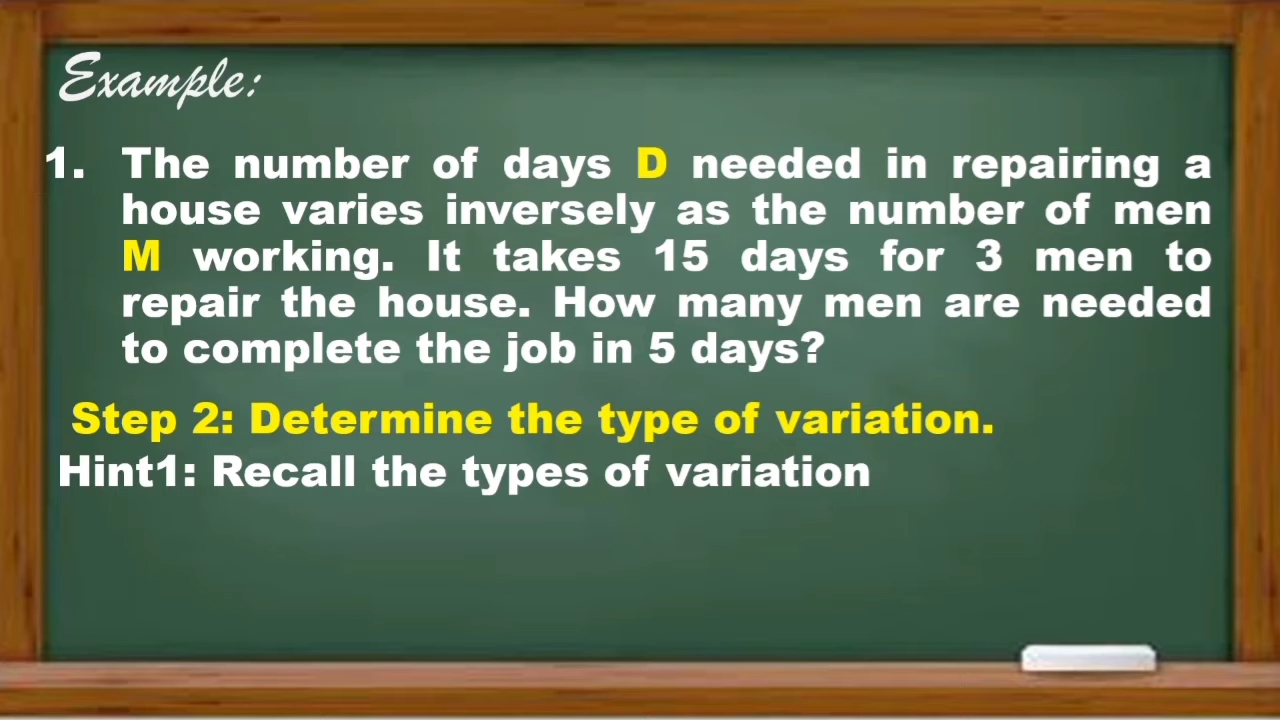 Example:
1. The number of days D needed in repairing a
house varies inversely as the number of men
M working. It takes 15 days for 3 men to
repair the house. How many men are needed
to complete the job in 5 days?
Step 2: Determine the type of variation.
Hint1: Recall the types of variation